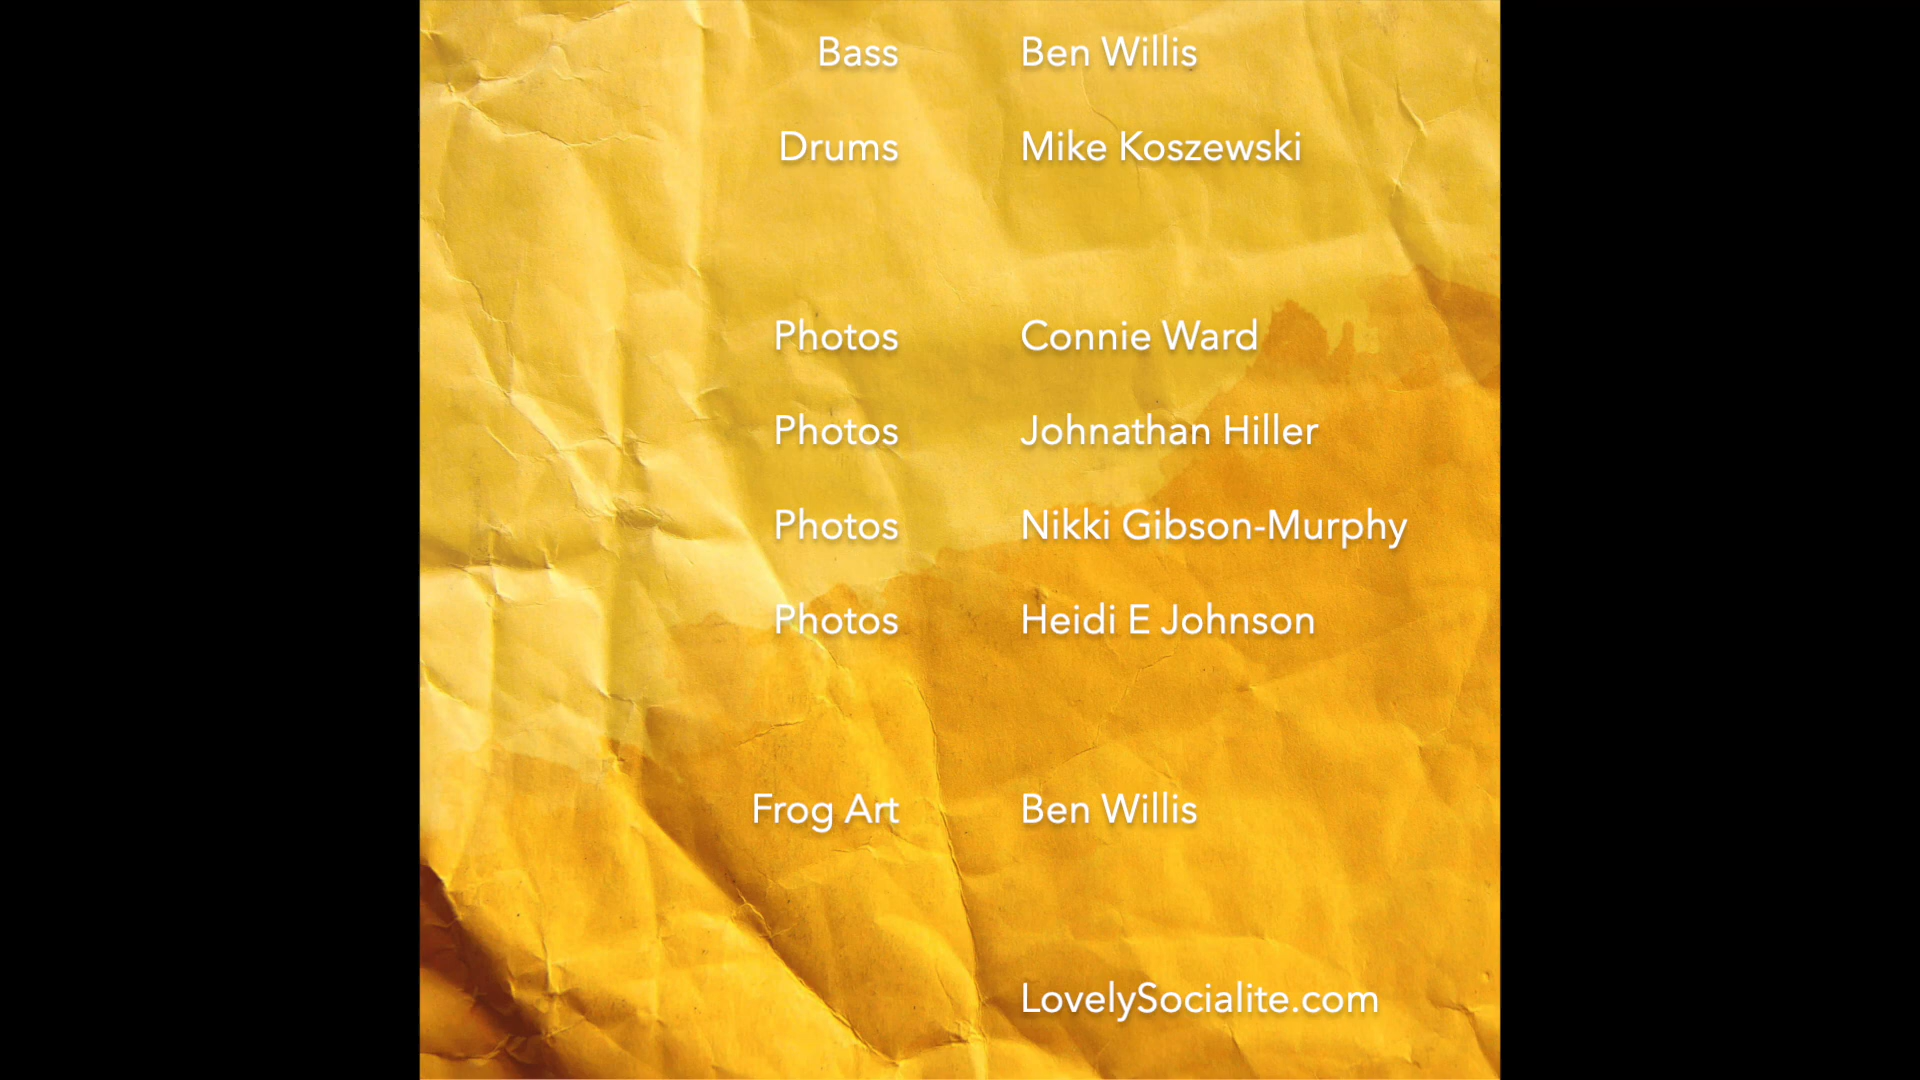 Bass Ben Willis
Drums Mike Koszewski
Photos Connie Ward
Photos Johnathan Hiller
Photos Nikki Gibson-Murphy
Photos Heidi E Johnson
Frog Art Ben Willis
LovelySocialite.com